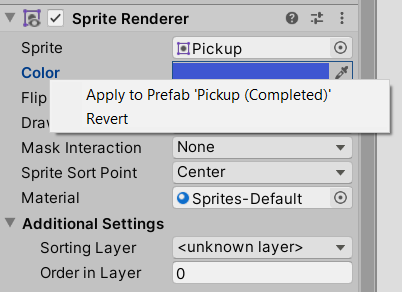 Sprite Renderer
Sprite
Pickup
Color
Apply to Prefab 'Pickup (Completed)'
Flip
Revert
Mask Interaction
None
Sprite Sort Point
Center
Material
Sprites-Default
Additional Settings
Sorting Layer
<unknown layer>
Order in Layer
0